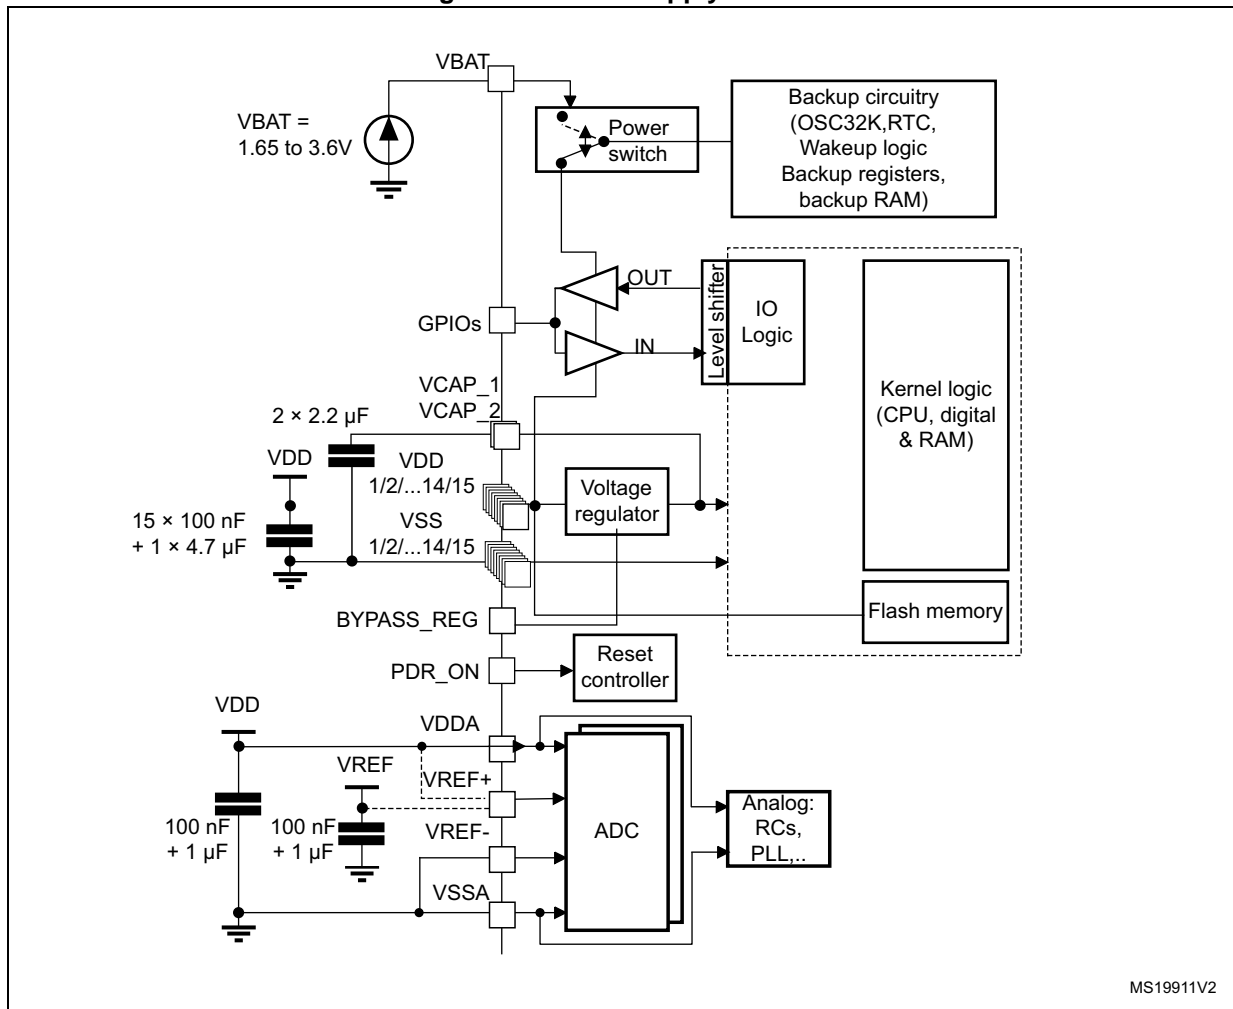 VBAT
VBAT =
1.65 to 3.6V
Power
switch
Backup circuitry
(OSC32K,RTC,
Wakeup logic
Backup registers,
backup RAM)
OUT
GPIOs
IN
Level shifter
IO
Logic
Kernel logic
(CPU, digital
& RAM)
VCAP_1
VCAP_2
2 × 2.2 µF
VDD
VDD
1/2/...14/15
Voltage
regulator
15 × 100 nF
+ 1 × 4.7 µF
VSS
1/2/...14/15
Flash memory
BYPASS_REG
PDR_ON
Reset
controller
VDD
VDDA
VREF
VREF+
100 nF
+ 1 µF
100 nF
+ 1 µF
VREF-
ADC
Analog:
RCs,
PLL,..
VSSA
MS19911V2